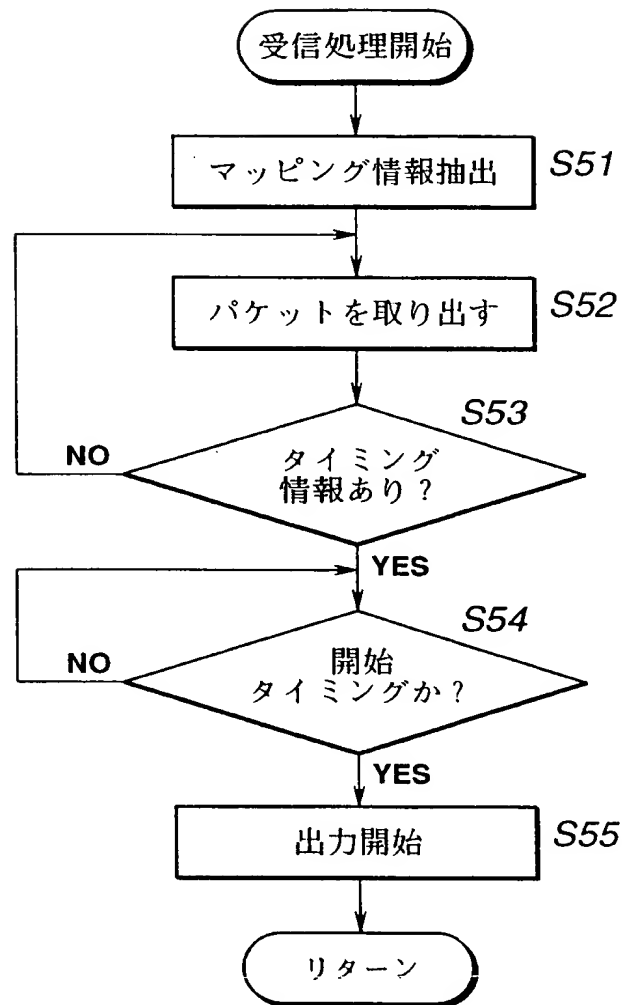 受信処理開始
マッピング情報抽出
S51
パケットを取り出す
S52
S53
タイミング
情報あり？
NO
YES
S54
開始
タイミングか？
NO
YES
出力開始
S55
リターン